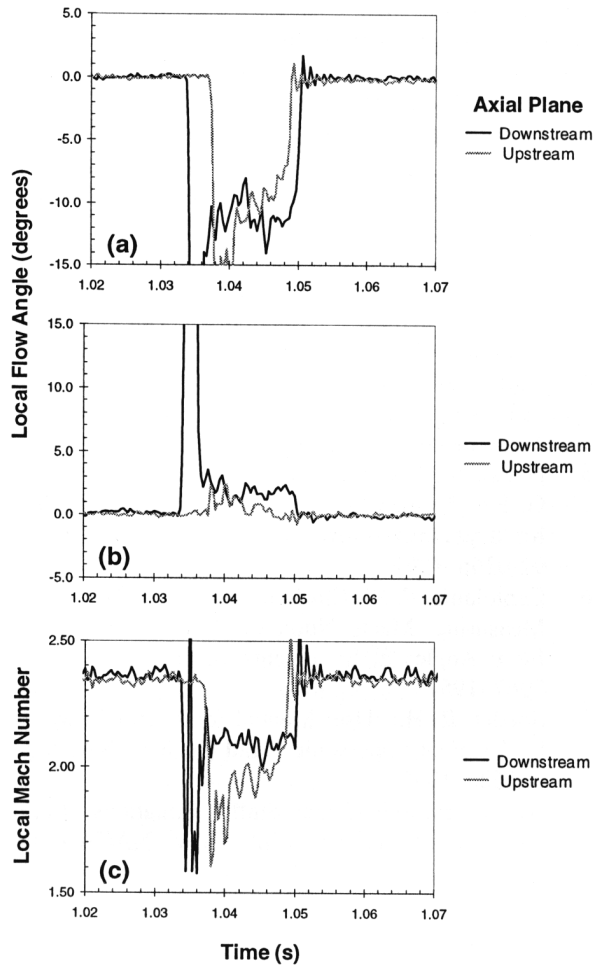 5.0
0.0
-5.0
-10.0
-15.0
(a)
1.02 1.03 1.04 1.05 1.06 1.07
Axial Plane
Downstream
Upstream
Local Flow Angle (degrees)
15.0
10.0
5.0
0.0
-5.0
(b)
1.02 1.03 1.04 1.05 1.06 1.07
Downstream
Upstream
2.50
2.00
1.50
(c)
1.02 1.03 1.04 1.05 1.06 1.07
Downstream
Upstream
Local Mach Number
Time (s)